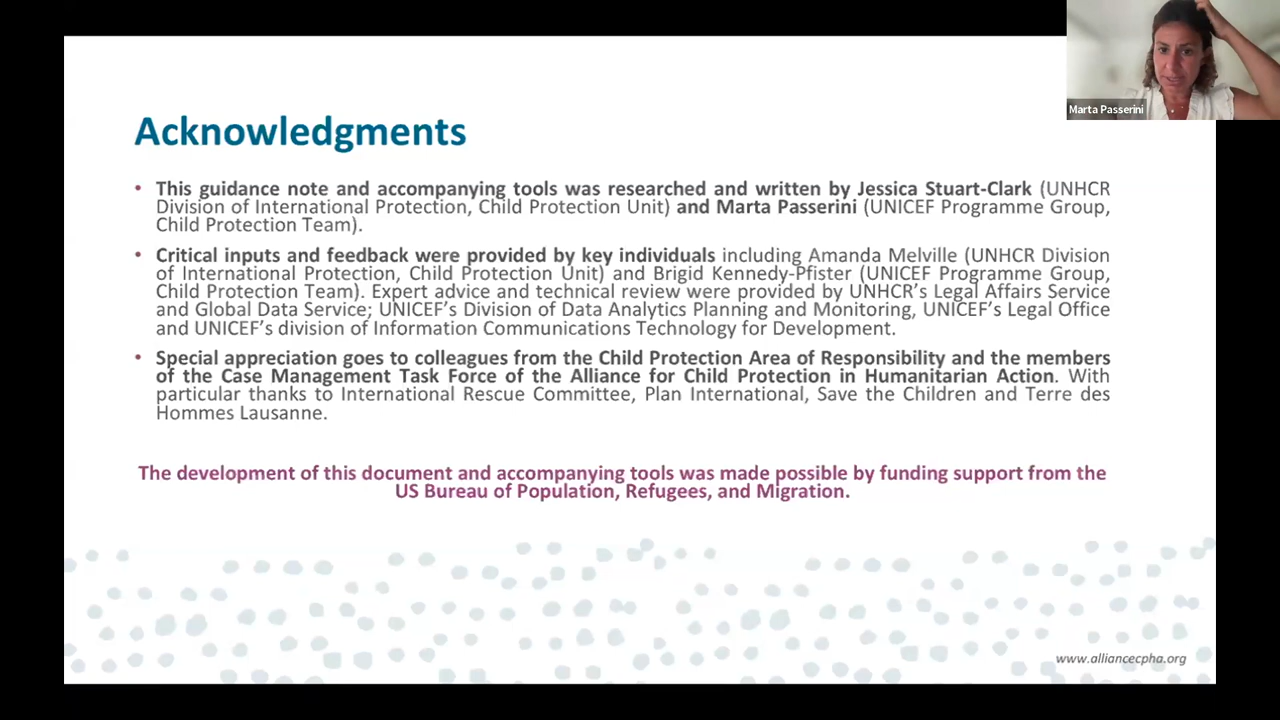 Marta Passerini
Acknowledgments
• This guidance note and accompanying tools was researched and written by Jessica Stuart-Clark (UNHCR
Division of International Protection, Child Protection Unit) and Marta Passerini (UNICEF Programme Group,
Child Protection Team).
• Critical inputs and feedback were provided by key individuals including Amanda Melville (UNHCR Division
of International Protection, Child Protection Unit) and Brigid Kennedy-Pfister (UNICEF Programme Group,
Child Protection Team). Expert advice and technical review were provided by UNHCR's Legal Affairs Service
and Global Data Service; UNICEF's Division of Data Analytics Planning and Monitoring, UNICEF's Legal Office
and UNICEF's division of Information Communications Technology for Development.
• Special appreciation goes to colleagues from the Child Protection Area of Responsibility and the members
of the Case Management Task Force of the Alliance for Child Protection in Humanitarian Action. With
particular thanks to International Rescue Committee, Plan International, Save the Children and Terre des
Hommes Lausanne.
The development of this document and accompanying tools was made possible by funding support from the
US Bureau of Population, Refugees, and Migration.
www.alliancecpha.org